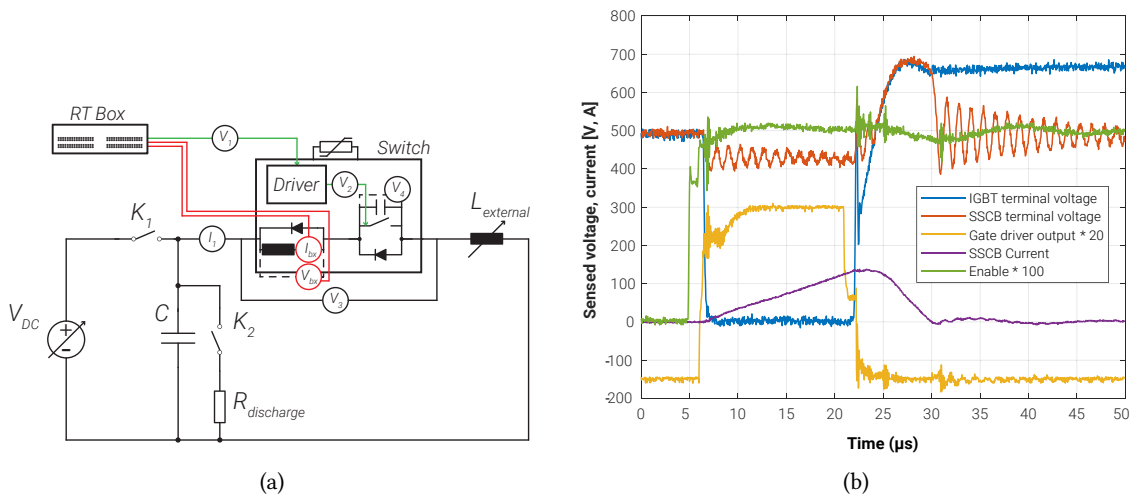 RT Box
V1
Switch
Driver
V2
V4
K1
I1
Ibx
Vbx
Lexternal
V3
VDC
C
K2
Rdischarge
(a)
Sensed voltage, current [V, A]
800
700
600
500
400
300
200
100
0
-100
-200
0
5
10
15
20
25
30
35
40
45
50
Time (μs)
IGBT terminal voltage
SSCB terminal voltage
Gate driver output * 20
SSCB Current
Enable * 100
(b)